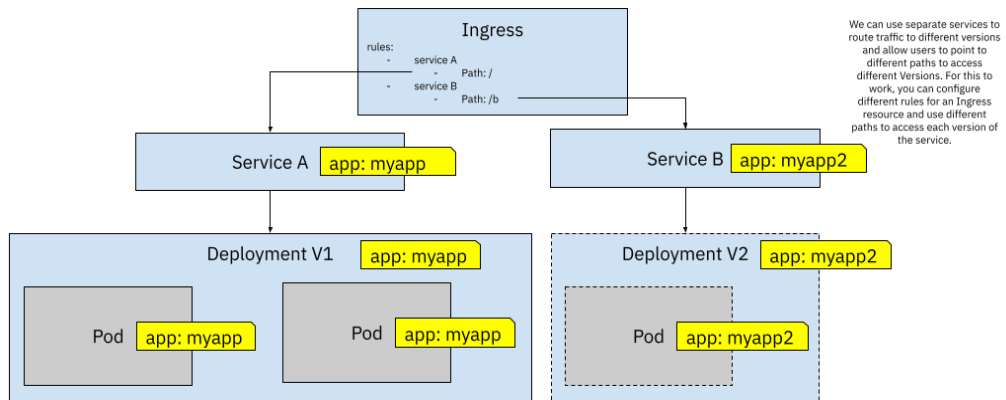 Ingress
rules:
- service A
- Path: /
- service B
- Path: /b
We can use separate services to
route traffic to different versions
and allow users to point to
different paths to access
different Versions. For this to
work, you can configure
different rules for an Ingress
resource and use different
paths to access each version of
the service.
Service A
app: myapp
Service B
app: myapp2
Deployment V1
app: myapp
Pod
app: myapp
Pod
app: myapp
Deployment V2
app: myapp2
Pod
app: myapp2